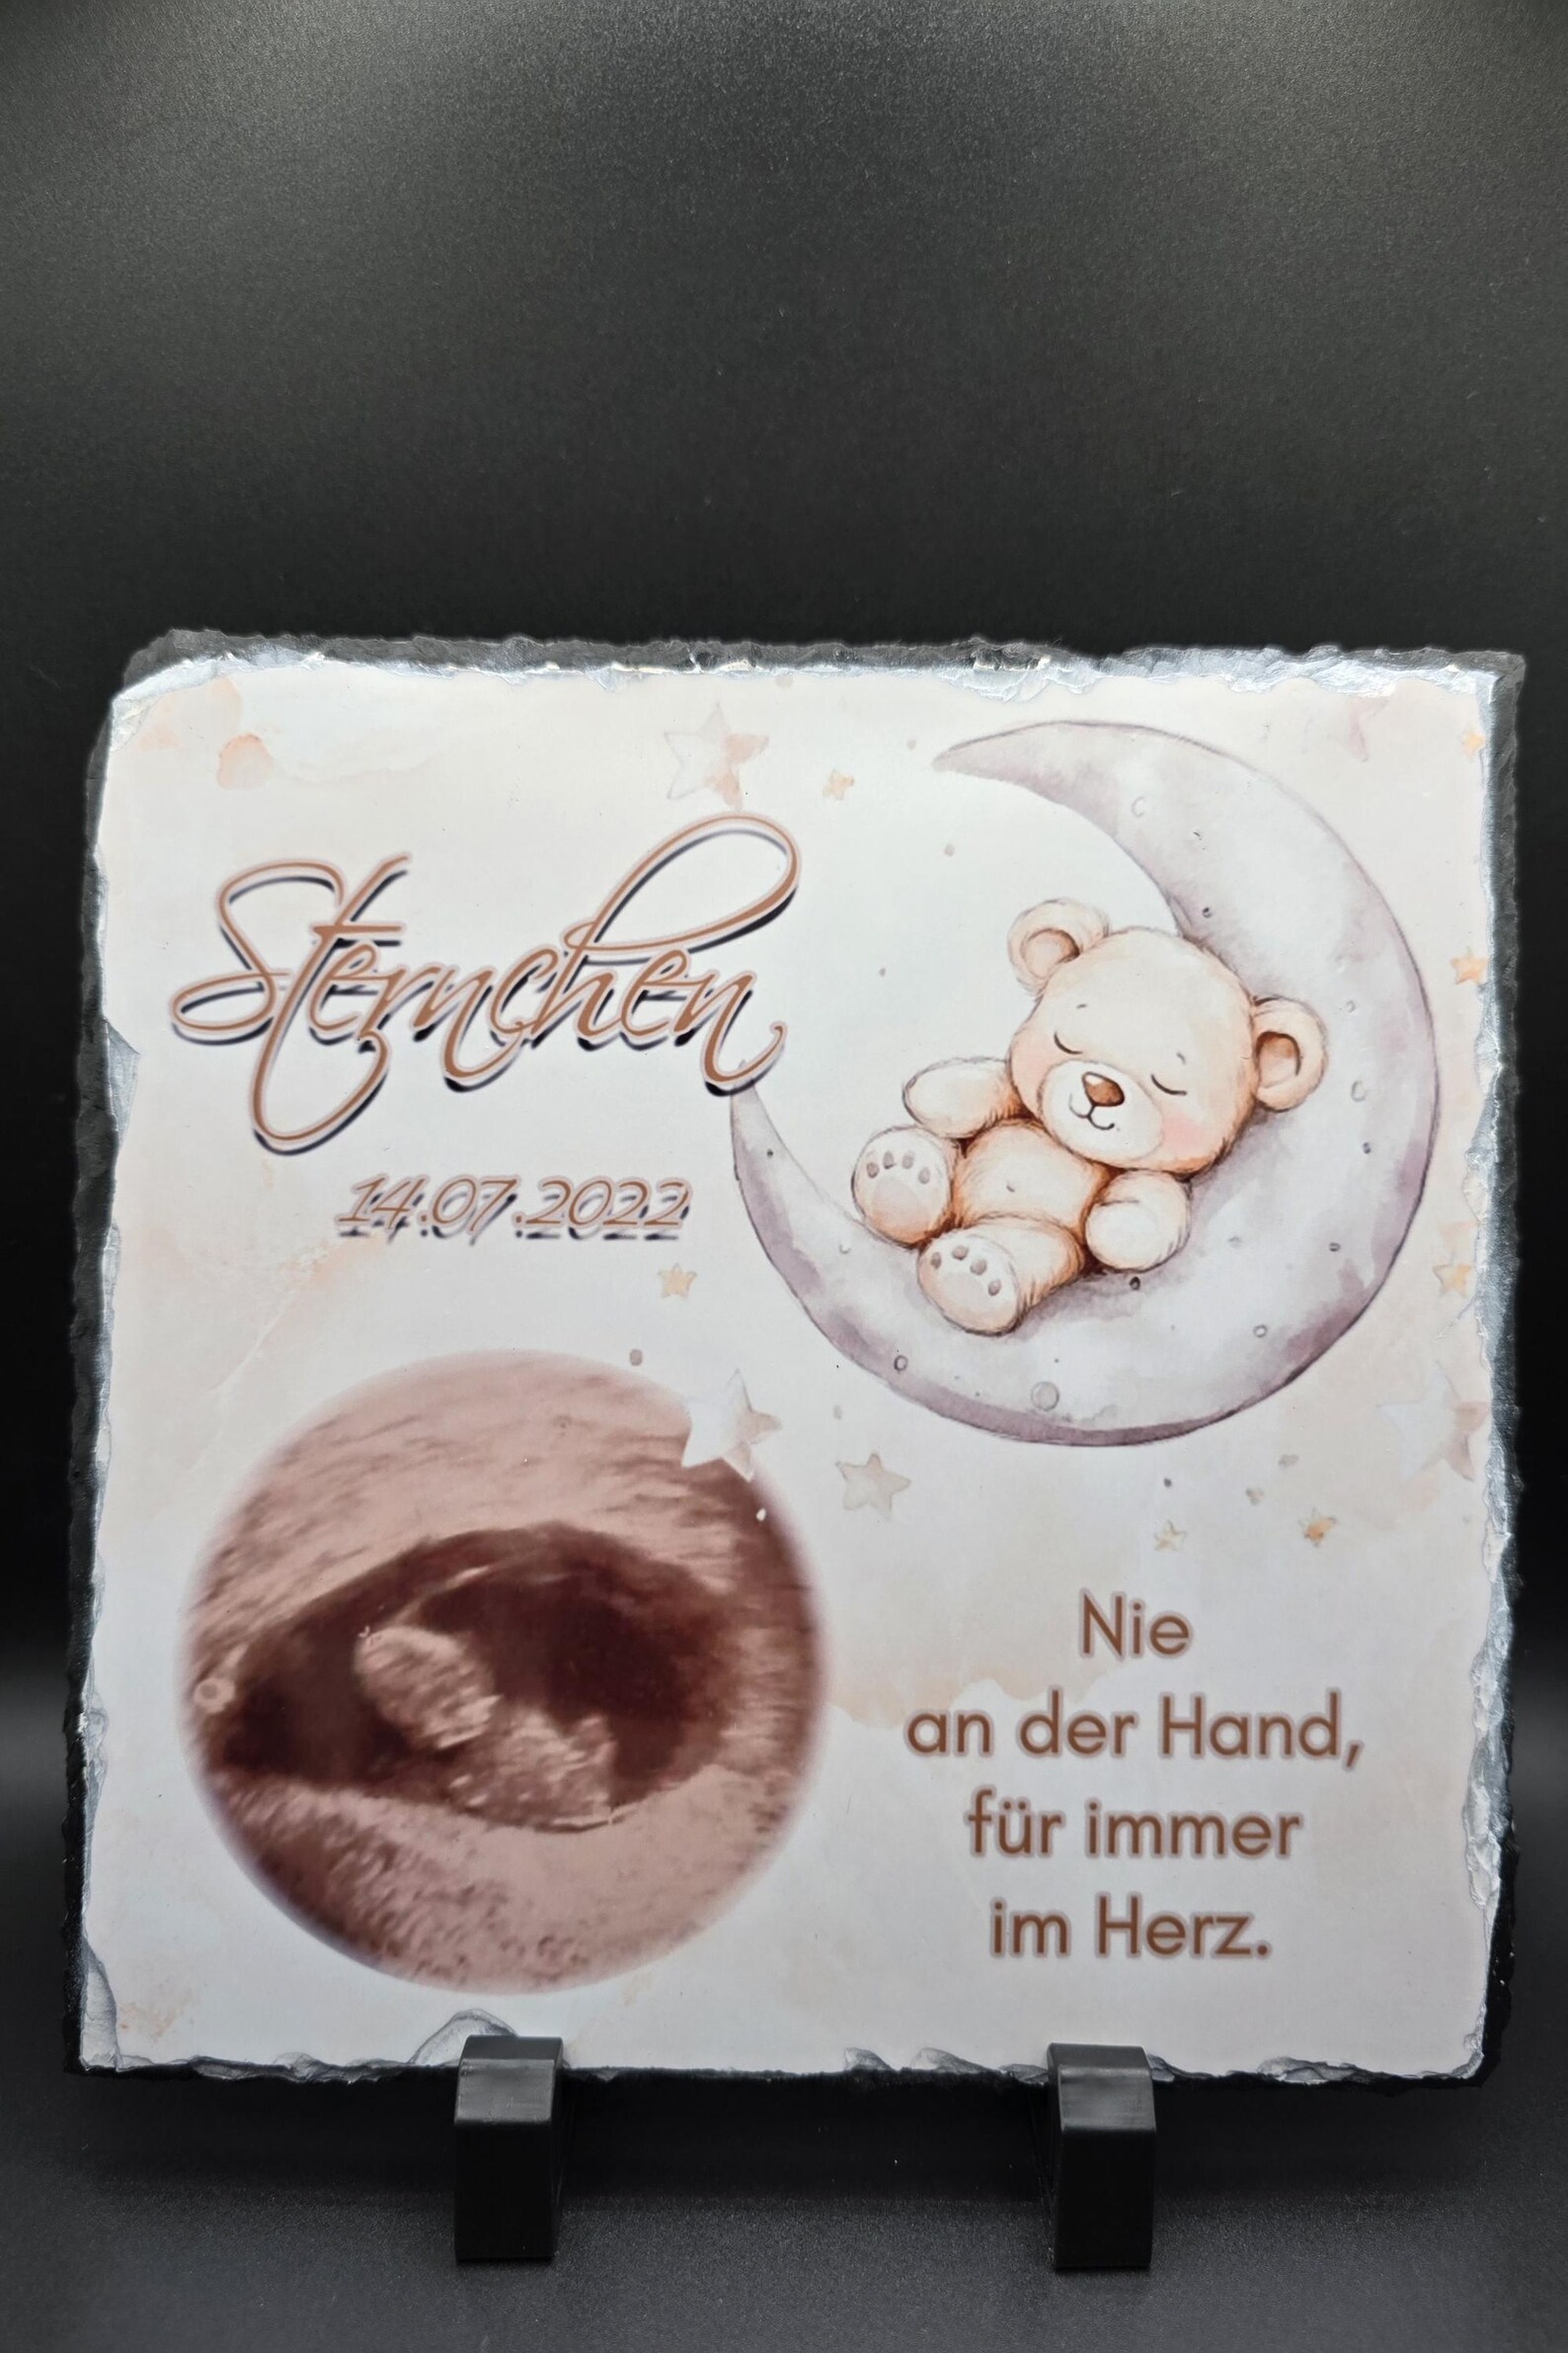 Sternchen
14.07.2022
Nie
an der Hand,
für immer
im Herz.